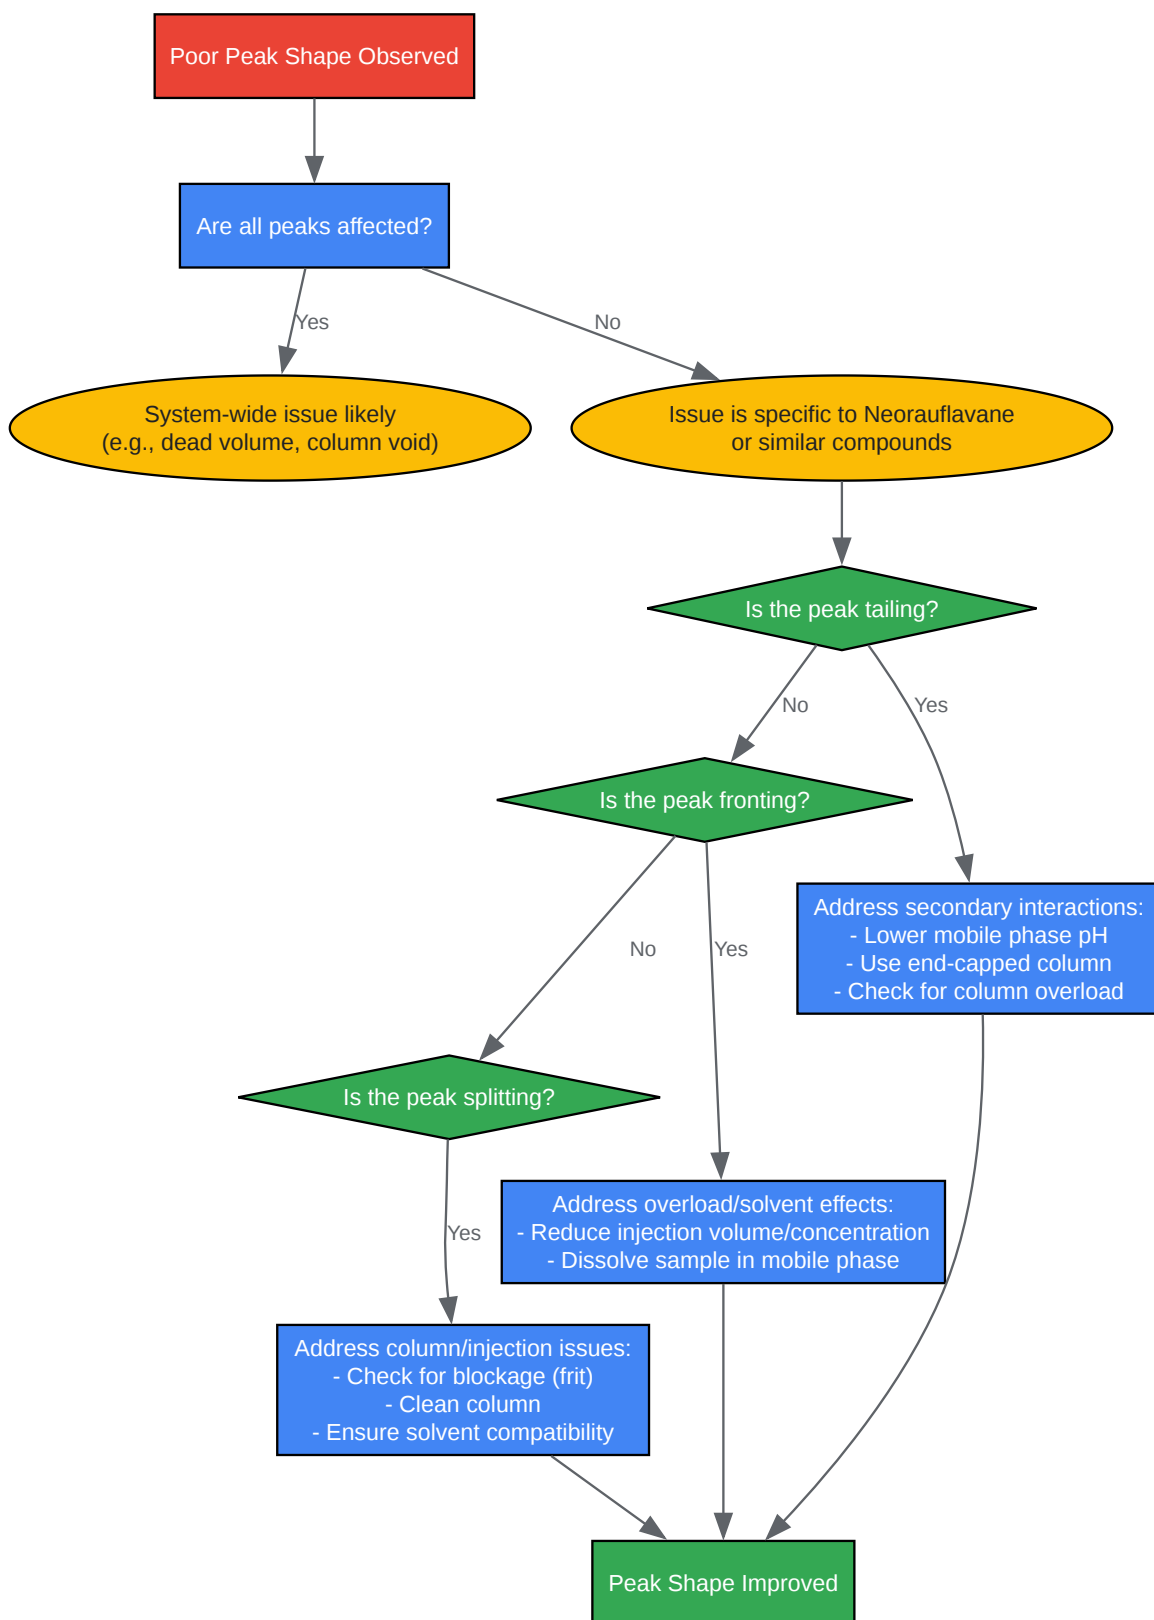 Poor Peak Shape Observed
Are all peaks affected?
Yes
No
System-wide issue likely
(e.g., dead volume, column void)
Issue is specific to Neorauflavane
or similar compounds
Is the peak tailing?
No
Yes
Is the peak fronting?
Address secondary interactions:
- Lower mobile phase pH
- Use end-capped column
- Check for column overload
No
Yes
Is the peak splitting?
Address overload/solvent effects:
- Reduce injection volume/concentration
- Dissolve sample in mobile phase
Yes
Address column/injection issues:
- Check for blockage (frit)
- Clean column
- Ensure solvent compatibility
Peak Shape Improved